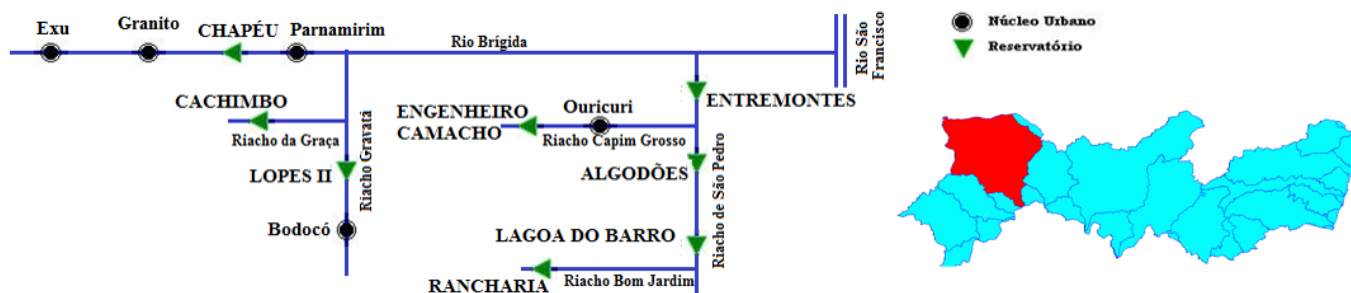 Exu
Granito
CHAPÉU
Parnamirim
Rio Brígida
Rio São
Francisco
Núcleo Urbano
Reservatório
CACHIMBO
Riacho da Graça
Riacho Gravatá
LOPES II
Bodocó
ENGENHEIRO
CAMACHO
Ouricuri
Riacho Capim Grosso
ENTREMONTES
ALGODÕES
Riacho de São Pedro
LAGOA DO BARRO
RANCHARIA
Riacho Bom Jardim